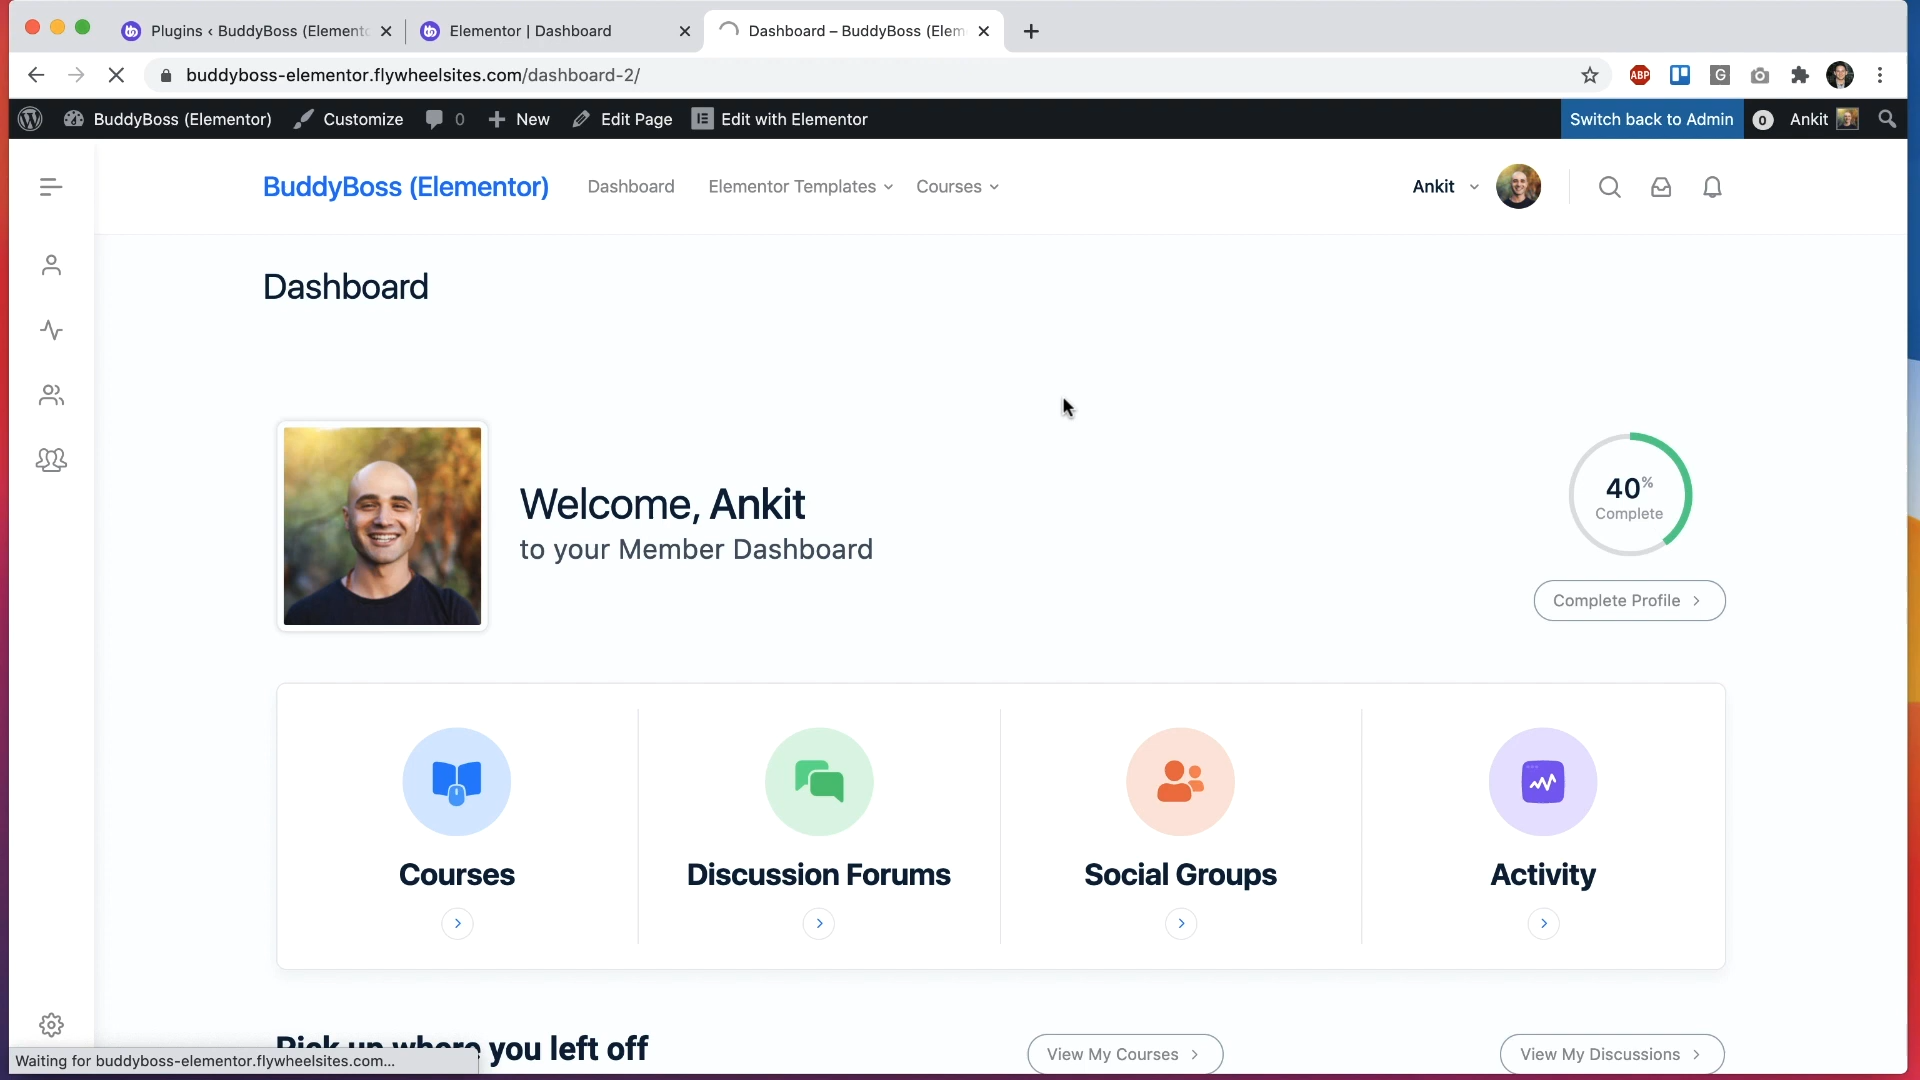 Plugins ‹ BuddyBoss (Element
Elementor | Dashboard
Dashboard – BuddyBoss (Elem
buddyboss-elementor.flywheelsites.com/dashboard-2/
ABP
G
BuddyBoss (Elementor)
Customize
0
New
Edit Page
Edit with Elementor
Switch back to Admin
0
Ankit
BuddyBoss (Elementor)
Dashboard
Elementor Templates
Courses
Ankit
Dashboard
Welcome, Ankit
to your Member Dashboard
40%
Complete
Complete Profile
Courses
Discussion Forums
Social Groups
Activity
Pick up where you left off
View My Courses
View My Discussions
Waiting for buddyboss-elementor.flywheelsites.com...